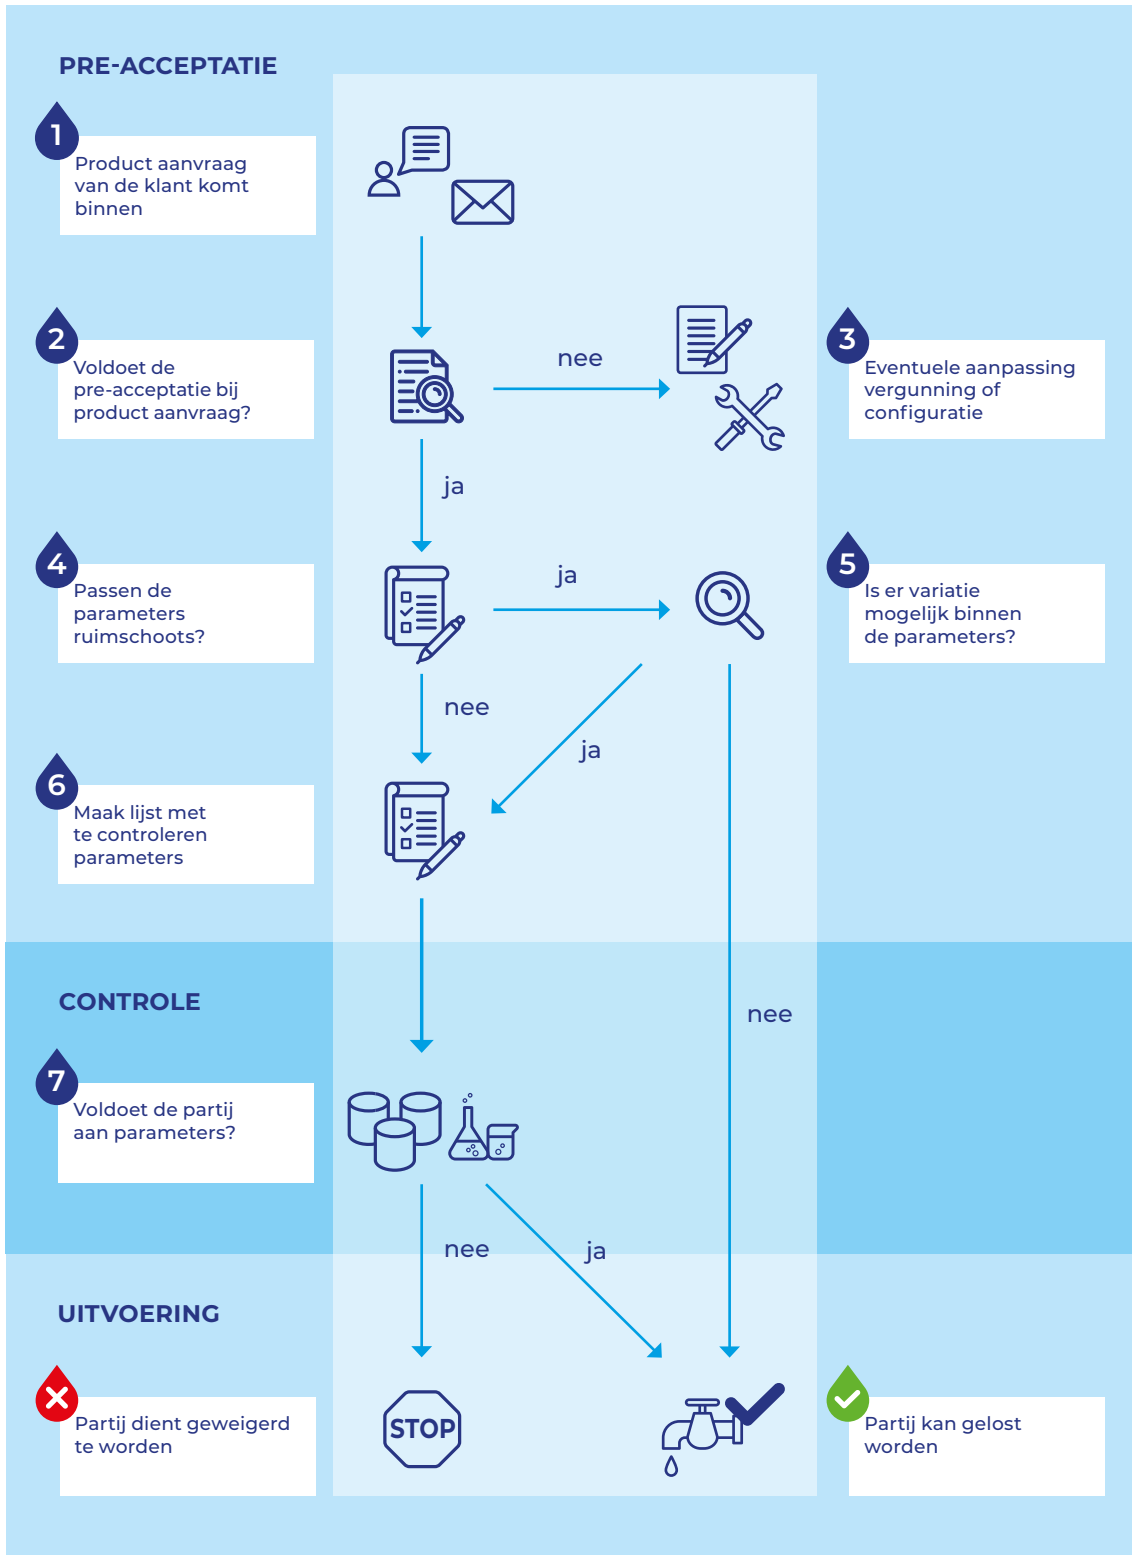 PRE-ACCEPTATIE
1
Product aanvraag
van de klant komt
binnen
2
Voldoet de
pre-acceptatie bij
product aanvraag?
nee
3
Eventuele aanpassing
vergunning of
configuratie
ja
4
Passen de
parameters
ruimschoots?
ja
5
Is er variatie
mogelijk binnen
de parameters?
nee
ja
6
Maak lijst met
te controleren
parameters
CONTROLE
nee
7
Voldoet de partij
aan parameters?
nee
ja
UITVOERING
Partij dient geweigerd
te worden
STOP
Partij kan gelost
worden